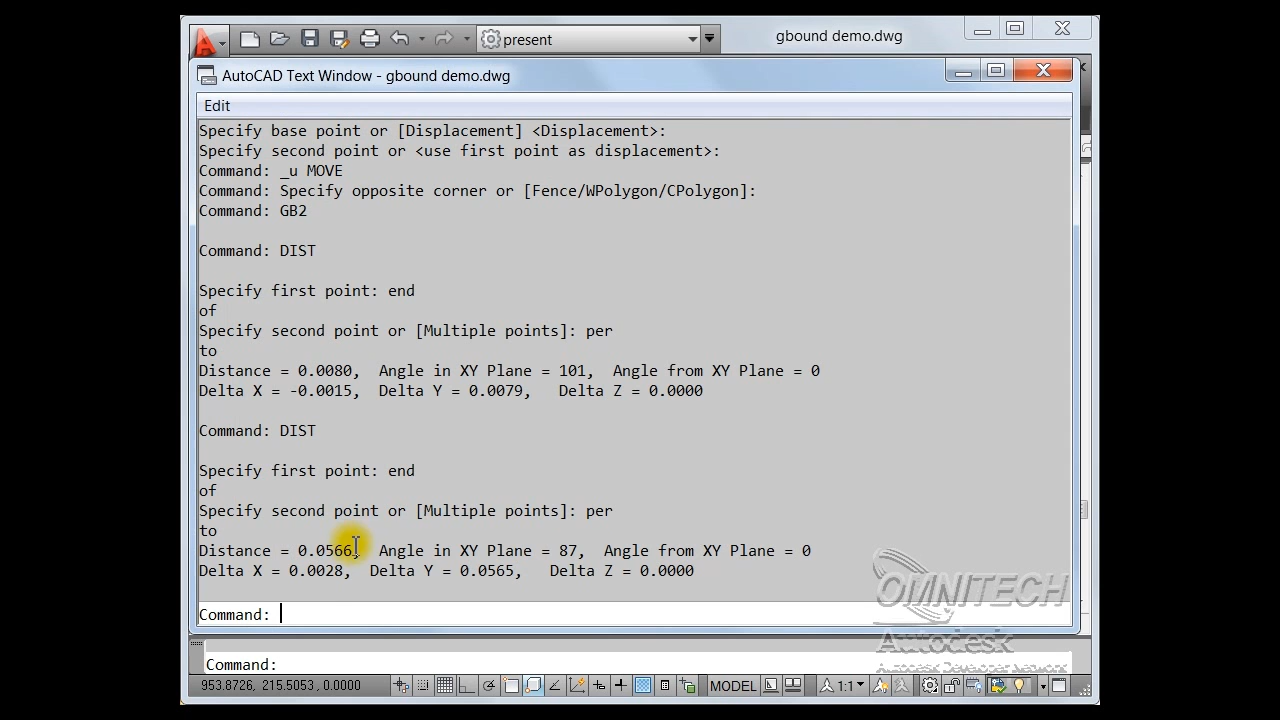 present
gbound demo.dwg
AutoCAD Text Window - gbound demo.dwg
Edit
Specify base point or [Displacement] <Displacement>:
Specify second point or <use first point as displacement>:
Command: _u MOVE
Command: Specify opposite corner or [Fence/WPolygon/CPolygon]:
Command: GB2
Command: DIST
Specify first point: end
of
Specify second point or [Multiple points]: per
to
Distance = 0.0080,  Angle in XY Plane = 101,  Angle from XY Plane = 0
Delta X = -0.0015,  Delta Y = 0.0079,   Delta Z = 0.0000
Command: DIST
Specify first point: end
of
Specify second point or [Multiple points]: per
to
Distance = 0.0566,  Angle in XY Plane = 87,  Angle from XY Plane = 0
Delta X = 0.0028,  Delta Y = 0.0565,   Delta Z = 0.0000
Command:
OMNITECH
Autodesk
Autodesk Developer Network
Command:
953.8726, 215.5063, 0.0000
MODEL
1:1